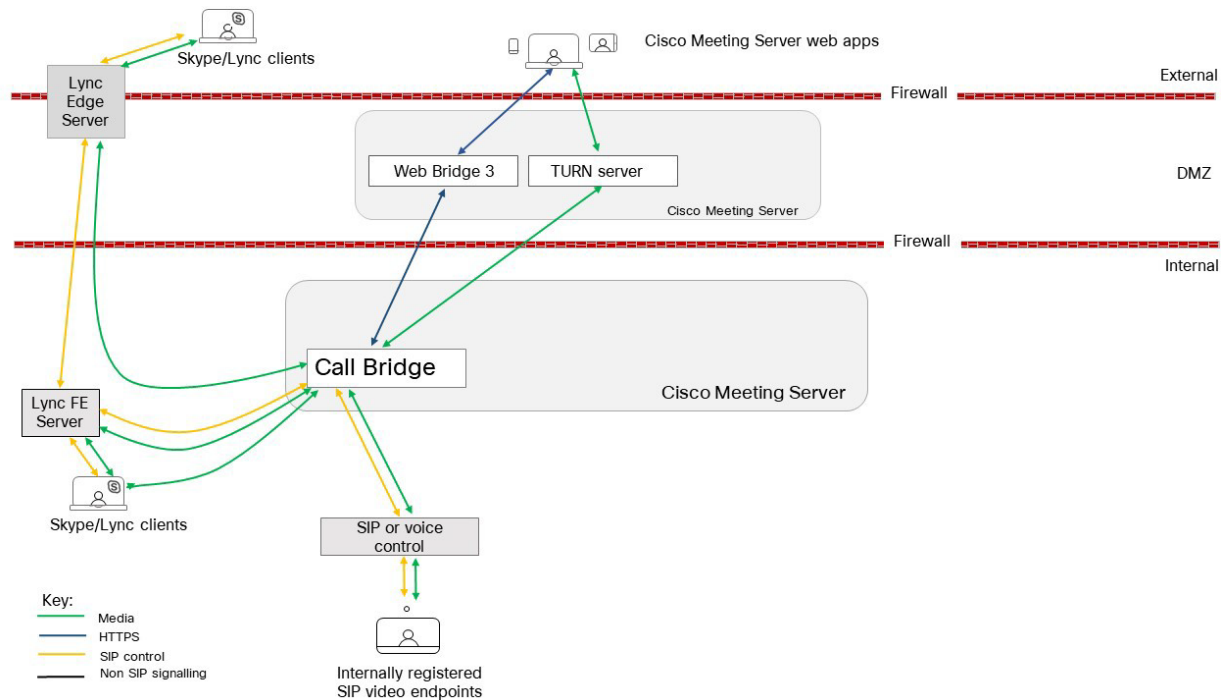 Skype/Lync clients
Cisco Meeting Server web apps
Lync
Edge
Server
External
Firewall
Web Bridge 3
TURN server
DMZ
Cisco Meeting Server
Firewall
Internal
Call Bridge
Cisco Meeting Server
Lync FE
Server
Skype/Lync clients
SIP or voice
control
Key:
Media
HTTPS
SIP control
Non SIP signalling
Internally registered
SIP video endpoints